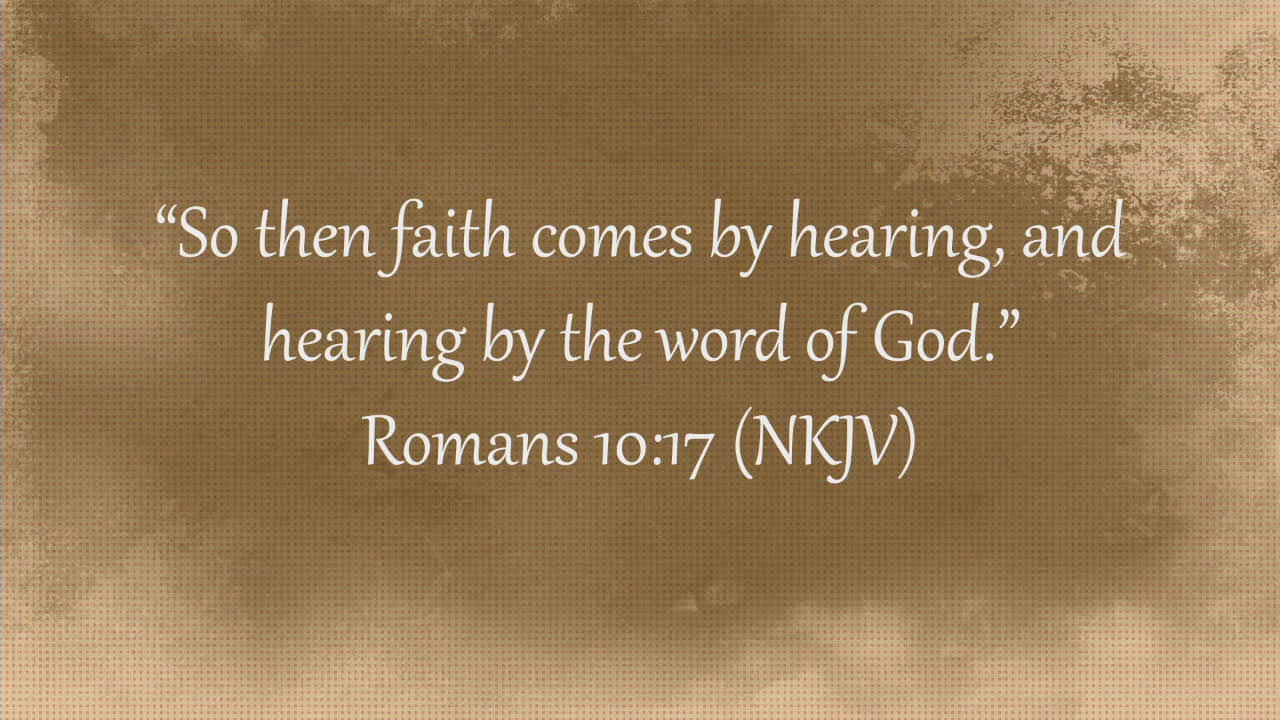 “So then faith comes by hearing, and
hearing by the word of God.”
Romans 10:17 (NKJV)